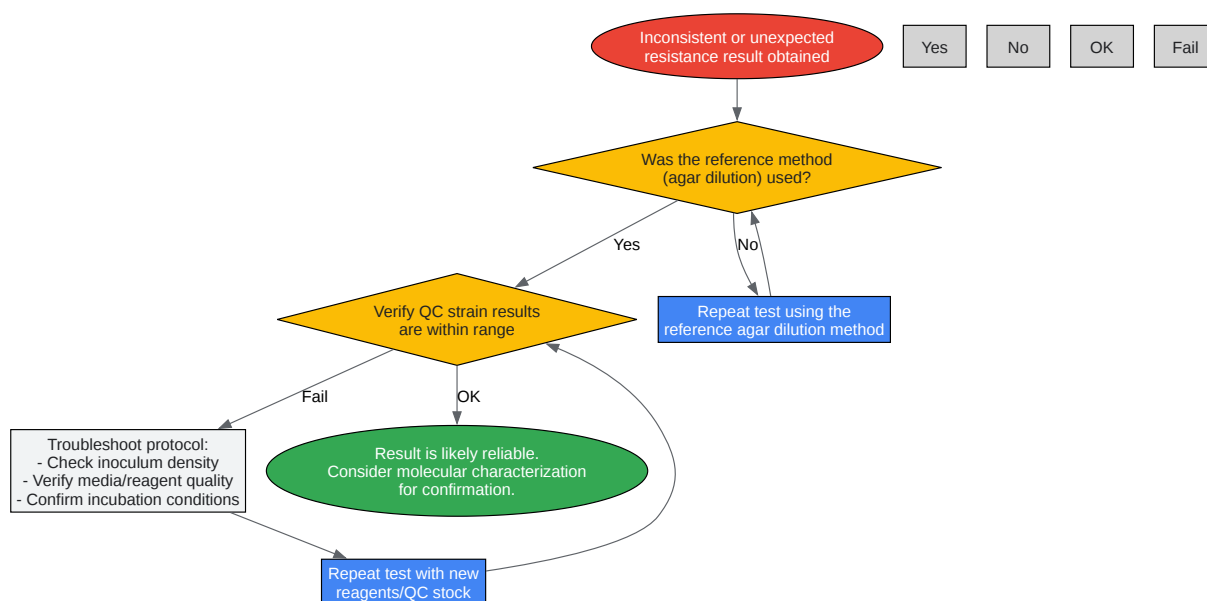 Inconsistent or unexpected
resistance result obtained
Yes
No
OK
Fail
Was the reference method
(agar dilution) used?
Yes
No
Verify QC strain results
are within range
Repeat test using the
reference agar dilution method
Fail
OK
Troubleshoot protocol:
- Check inoculum density
- Verify media/reagent quality
- Confirm incubation conditions
Result is likely reliable.
Consider molecular characterization
for confirmation.
Repeat test with new
reagents/QC stock